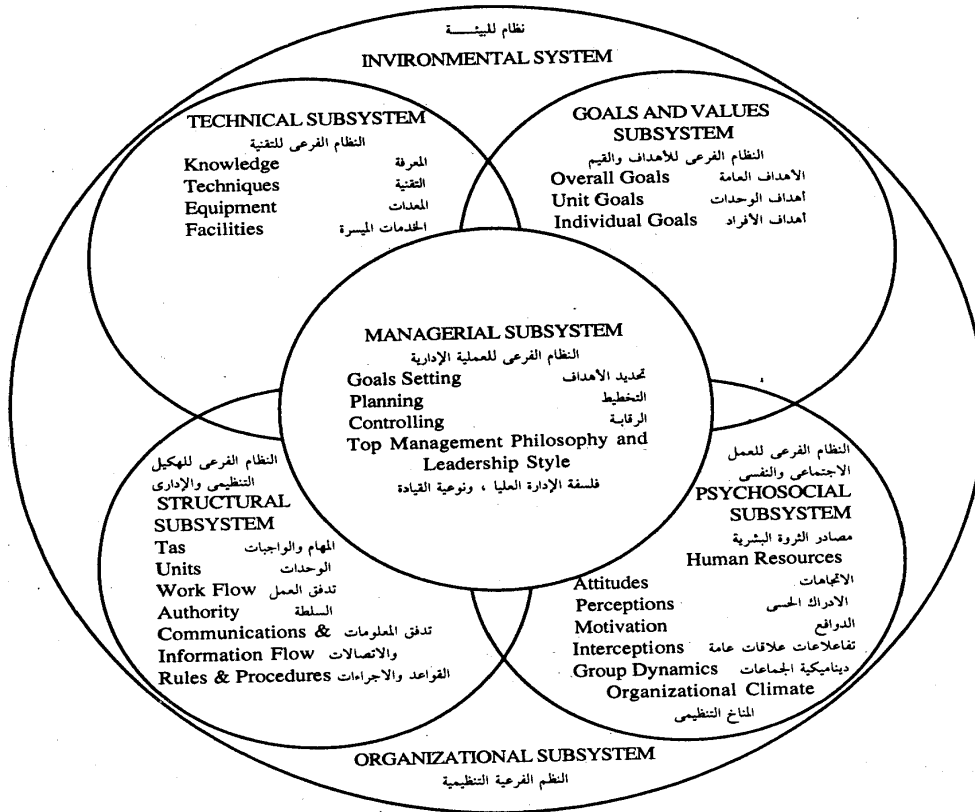 نظام للبيئـــة
INVIRONMENTAL SYSTEM
TECHNICAL SUBSYSTEM
النظام الفرعى للتقنية
Knowledge المعرفة
Techniques التقنية
Equipment المعدات
Facilities الخدمات الميسرة
GOALS AND VALUES
SUBSYSTEM
النظام الفرعى للأهداف والقيم
Overall Goals الاهداف العامة
Unit Goals أهداف الوحدات
Individual Goals أهداف الأفراد
MANAGERIAL SUBSYSTEM
النظام الفرعى للعملية الإدارية
Goals Setting تحديد الأهداف
Planning التخطيط
Controlling الرقابة
Top Management Philosophy and
Leadership Style
فلسفة الإدارة العليا ، ونوعية القيادة
النظام الفرعى للهكيل
التنظيمى والإدارى
STRUCTURAL
SUBSYSTEM
Tas المهام والواجبات
Units الوحدات
Work Flow تدفق العمل
Authority السلطة
Communications & تدفق المعلومات
Information Flow والاتصالات
Rules & Procedures القواعد والاجراءات
النظام الفرعى للعمل
الاجتماعى والنفسى
PSYCHOSOCIAL
SUBSYSTEM
مصادر الثروة البشرية
Human Resources
Attitudes الاتجاهات
Perceptions الادراك الحسى
Motivation الدوافع
Interceptions تفاعلاعات علاقات عامة
Group Dynamics ديناميكية الجماعات
Organizational Climate
المناخ التنظيمى
ORGANIZATIONAL SUBSYSTEM
النظم الفرعية التنظيمية